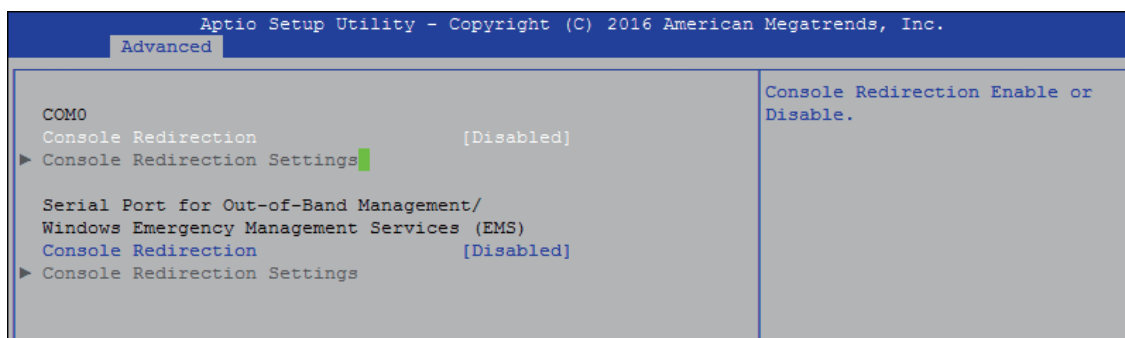 Aptio Setup Utility - Copyright (C) 2016 American Megatrends, Inc.
Advanced
COM0
Console Redirection [Disabled]
▶ Console Redirection Settings
Serial Port for Out-of-Band Management/
Windows Emergency Management Services (EMS)
Console Redirection [Disabled]
▶ Console Redirection Settings
Console Redirection Enable or
Disable.